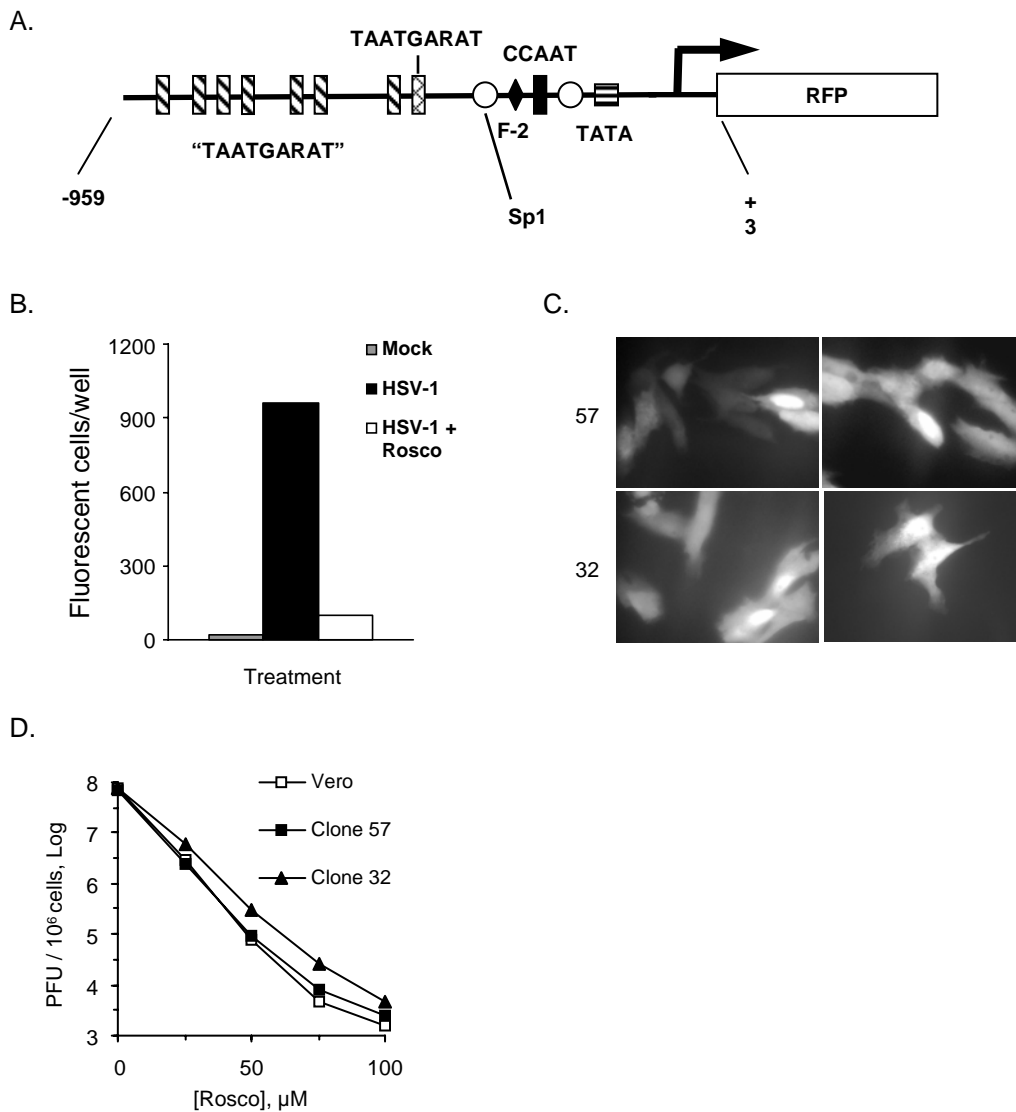 A.
TAATGARAT
CCAAT
RFP
F-2
TATA
“TAATGARAT”
-959
Sp1
+
3
B.
1200
900
600
300
0
Fluorescent cells/well
Treatment
Mock
HSV-1
HSV-1 +
Rosco
C.
57
32
D.
8
7
6
5
4
3
PFU / 10⁶ cells, Log
Vero
Clone 57
Clone 32
0
50
100
[Rosco], µM